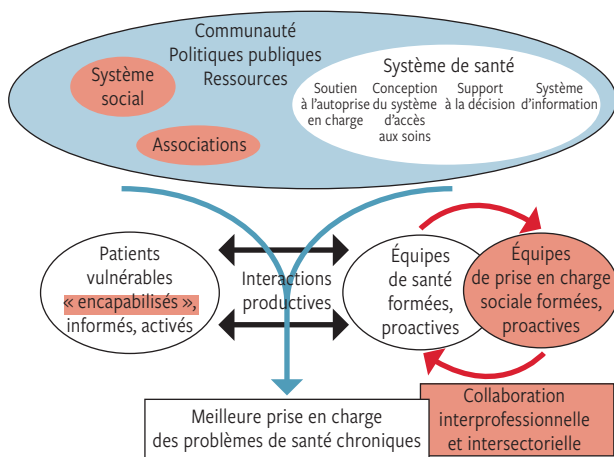 Communauté
Politiques publiques
Ressources
Système
social
Associations
Système de santé
Soutien
à l'autoprise
en charge
Conception
du système
d'accès
aux soins
Support
à la décision
Système
d'information
Patients
vulnérables
« encapabilisés »,
informés, activés
Interactions
productives
Équipes
de santé
formées,
proactives
Équipes
de prise en charge
sociale formées,
proactives
Meilleure prise en charge
des problèmes de santé chroniques
Collaboration
interprofessionnelle
et intersectorielle